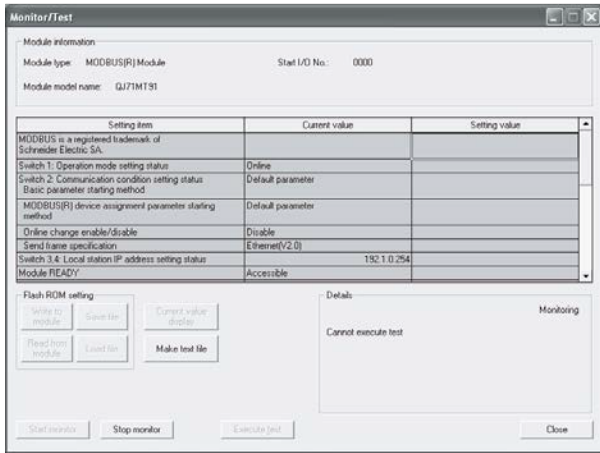 Monitor/Test
Module information
Module type: MODBUS(R) Module Start I/O No.: 0000
Module model name: QJ71MT91
Setting item Current value Setting value
MODBUS is a registered trademark of
Schneider Electric SA.
Switch 1: Operation mode setting status Online
Switch 2: Communication condition setting status Default parameter
Basic parameter starting method
MODBUS(R) device assignment parameter starting Default parameter
method
Online change enable/disable Disable
Send frame specification Ethernet(V2.0)
Switch 3,4: Local station IP address setting status 192.1.0.254
Module READY Accessible
Flash ROM setting Details
Write to
module
Save file
Current value
display
Monitoring
Cannot execute test
Read from
module
Load file
Make text file
Start monitor Stop monitor Execute test Close